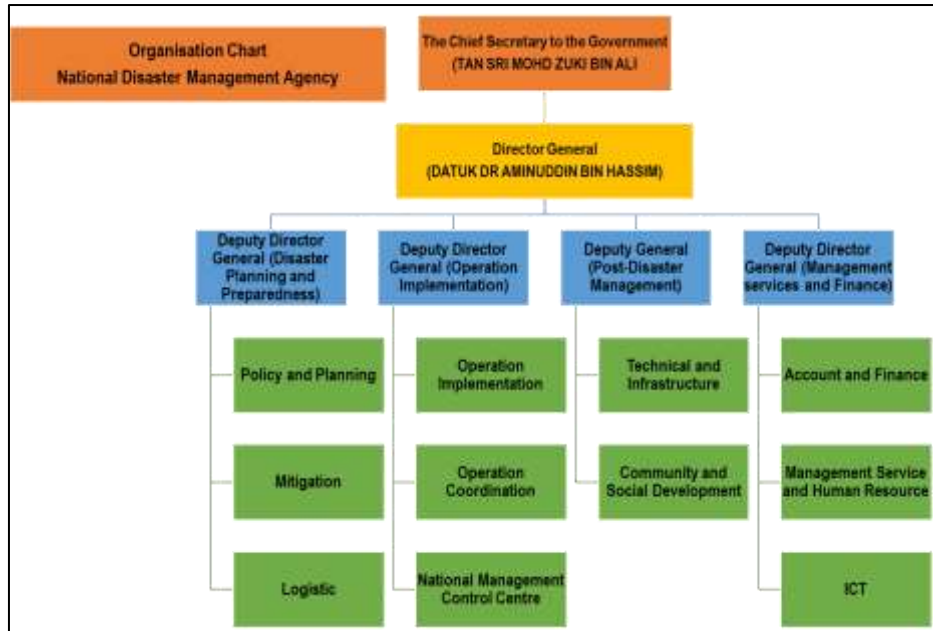 Organisation Chart
National Disaster Management Agency
The Chief Secretary to the Government
(TAN SRI MOHD ZUKI BIN ALI
Director General
(DATUK DR AMINUDDIN BIN HASSIM)
Deputy Director
General (Disaster
Planning and
Preparedness)
Deputy Director
General (Operation
Implementation)
Deputy General
(Post-Disaster
Management)
Deputy Director
General (Management
services and Finance)
Policy and Planning
Mitigation
Logistic
Operation
Implementation
Operation
Coordination
National Management
Control Centre
Technical and
Infrastructure
Community and
Social Development
Account and Finance
Management Service
and Human Resource
ICT